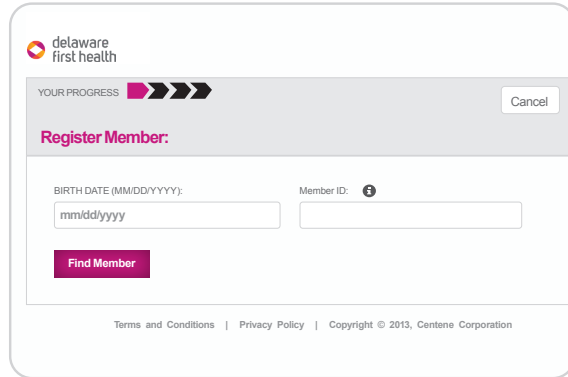 delaware
first health
YOUR PROGRESS
Cancel
Register Member:
BIRTH DATE (MM/DD/YYYY):
Member ID:
mm/dd/yyyy
Find Member
Terms and Conditions | Privacy Policy | Copyright © 2013, Centene Corporation